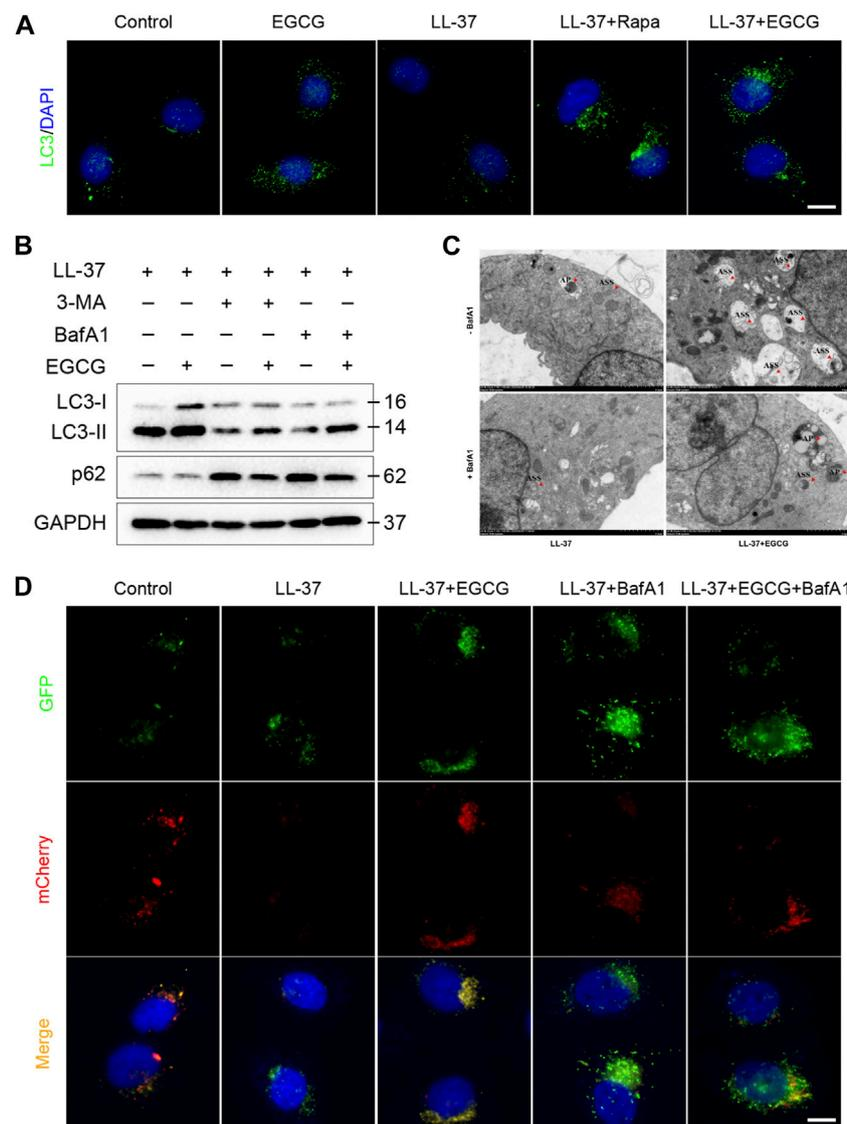 A
Control EGCG LL-37 LL-37+Rapa LL-37+EGCG
LC3/DAPI
B
LL-37 + + + + + +
3-MA − − + + − −
BafA1 − − − − + +
EGCG − + − + − +
LC3-I 16
LC3-II 14
p62 62
GAPDH 37
C
- BafA1
AP ASS
ASS ASS ASS ASS ASS ASS
+ BafA1
ASS
AP ASS AP
LL-37 LL-37+EGCG
D
Control LL-37 LL-37+EGCG LL-37+BafA1 LL-37+EGCG+BafA1
GFP
mCherry
Merge